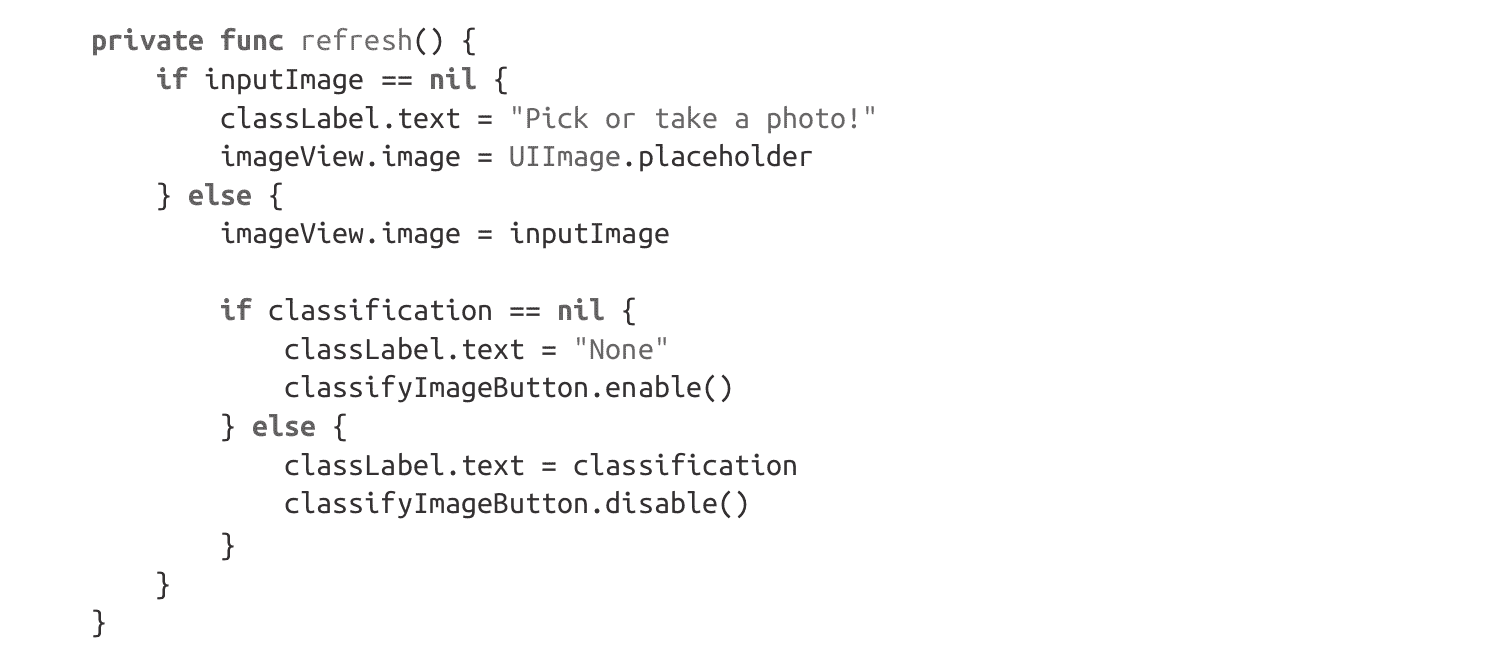 private func refresh() {
    if inputImage == nil {
        classLabel.text = "Pick or take a photo!"
        imageView.image = UIImage.placeholder
    } else {
        imageView.image = inputImage

        if classification == nil {
            classLabel.text = "None"
            classifyImageButton.enable()
        } else {
            classLabel.text = classification
            classifyImageButton.disable()
        }
    }
}